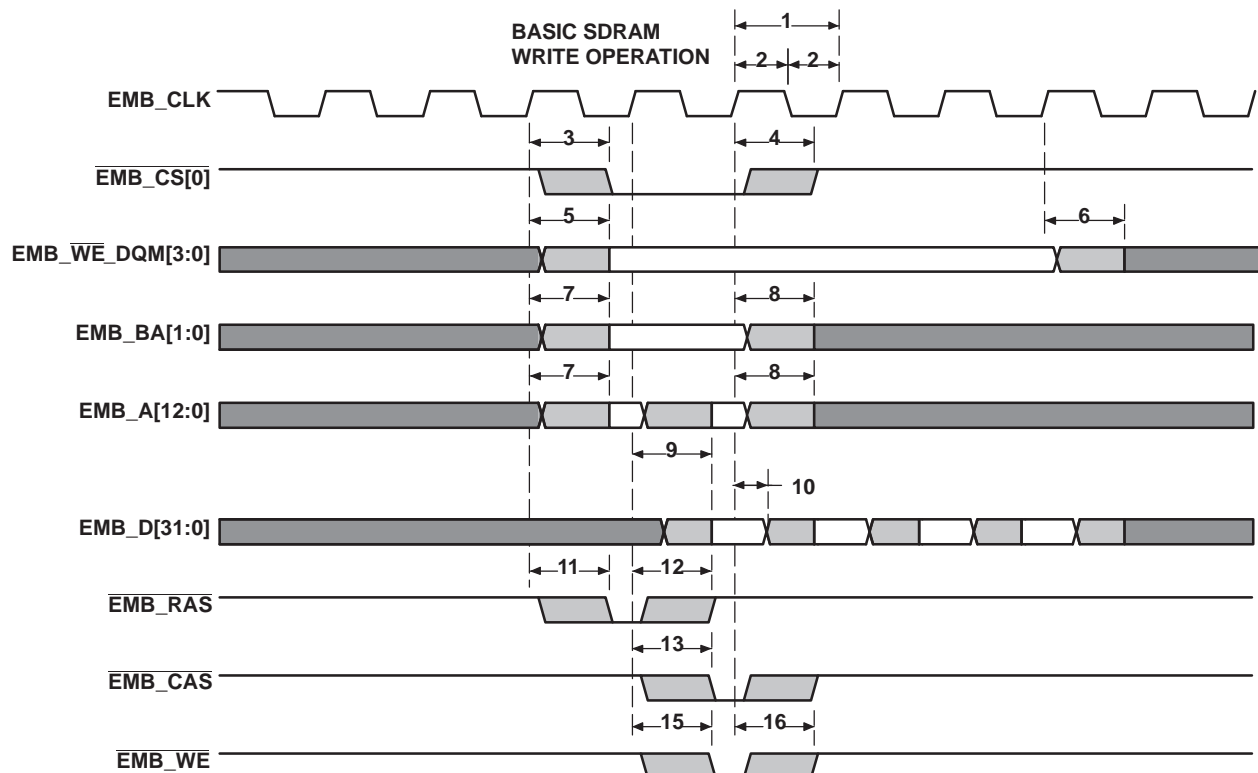 1
BASIC SDRAM
WRITE OPERATION
2 2
EMB_CLK
3 4
EMB_CS[0]
5 6
EMB_WE_DQM[3:0]
7 8
EMB_BA[1:0]
7 8
EMB_A[12:0]
9
10
EMB_D[31:0]
11 12
EMB_RAS
13
EMB_CAS
15 16
EMB_WE